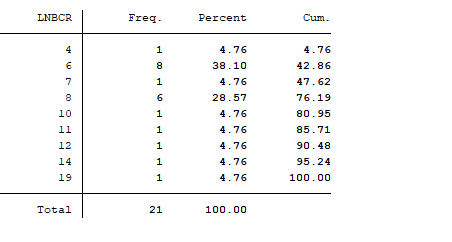 LNBCR Freq. Percent Cum.
4 1 4.76 4.76
6 8 38.10 42.86
7 1 4.76 47.62
8 6 28.57 76.19
10 1 4.76 80.95
11 1 4.76 85.71
12 1 4.76 90.48
14 1 4.76 95.24
19 1 4.76 100.00
Total 21 100.00